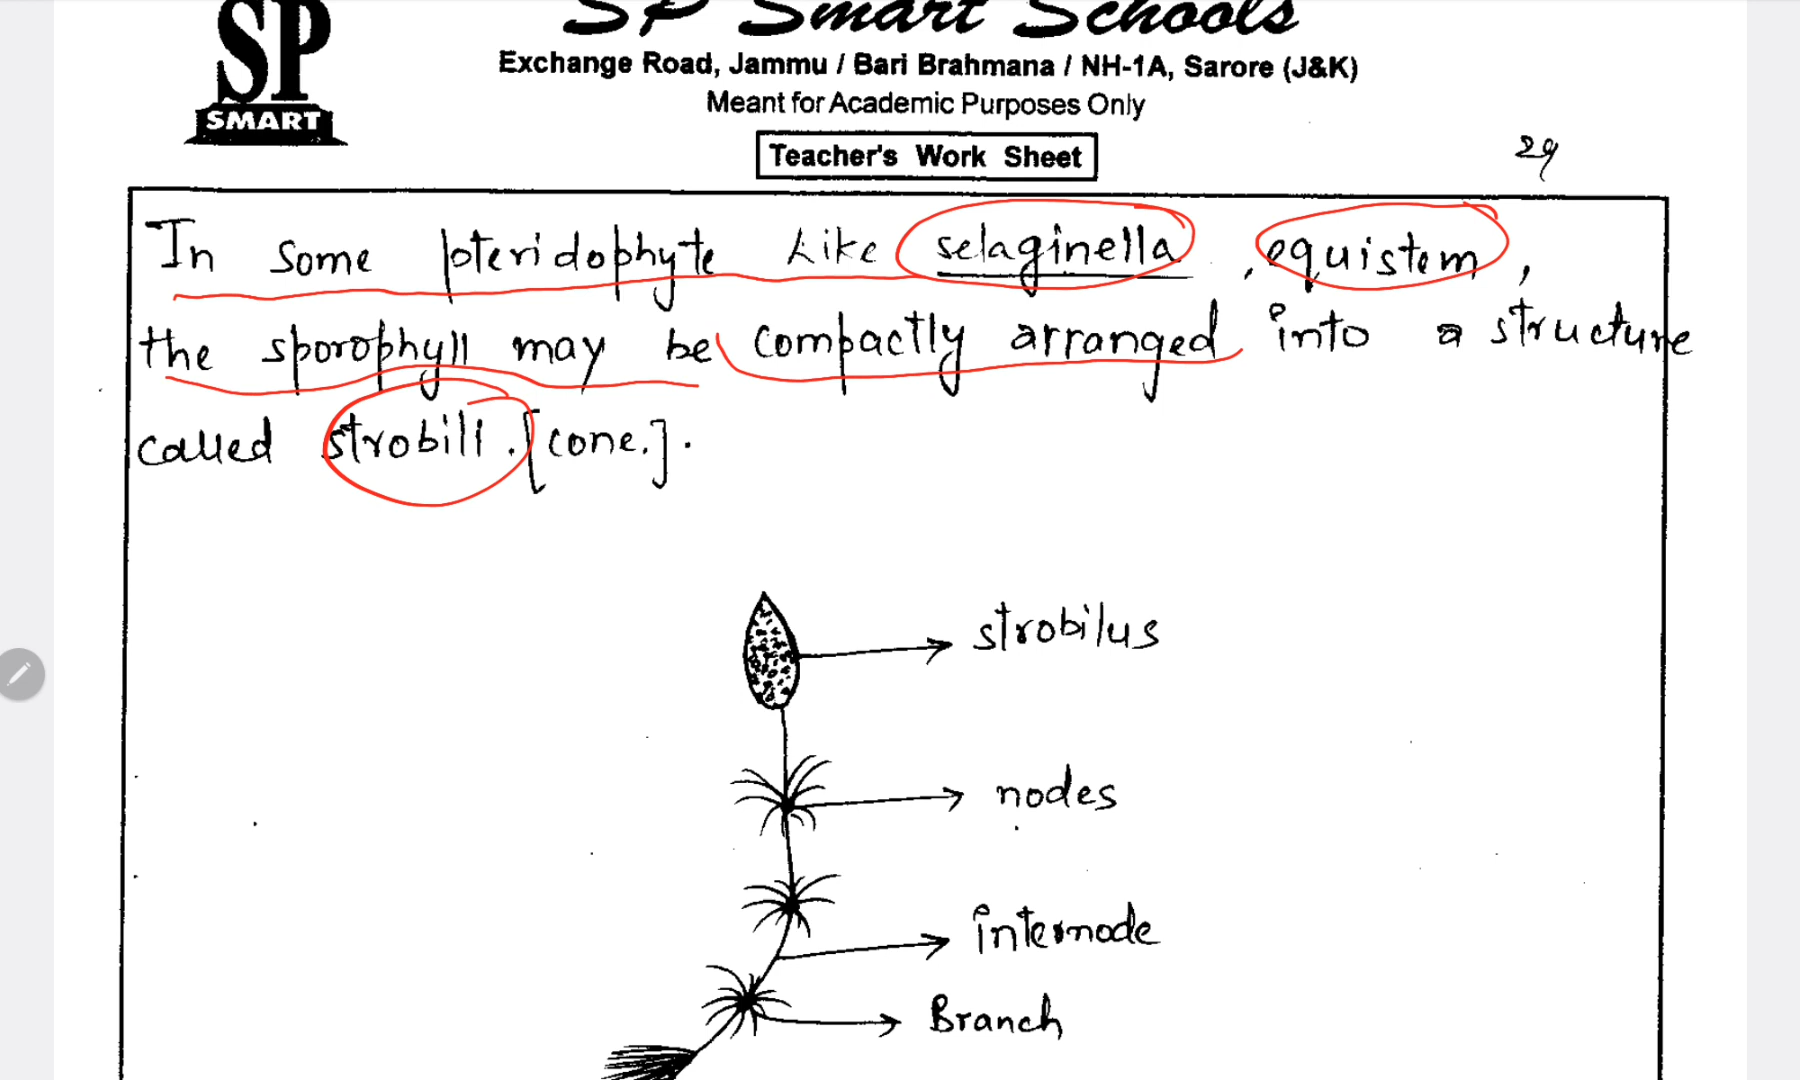 SP Smart Schools
SP
SMART
Exchange Road, Jammu / Bari Brahmana / NH-1A, Sarore (J&K)
Meant for Academic Purposes Only
Teacher's Work Sheet
29
In some pteridophyte Like selaginella, equistem,
the sporophyll may be compactly arranged into a structure
called strobili. [cone.].
strobilus
nodes
internode
Branch